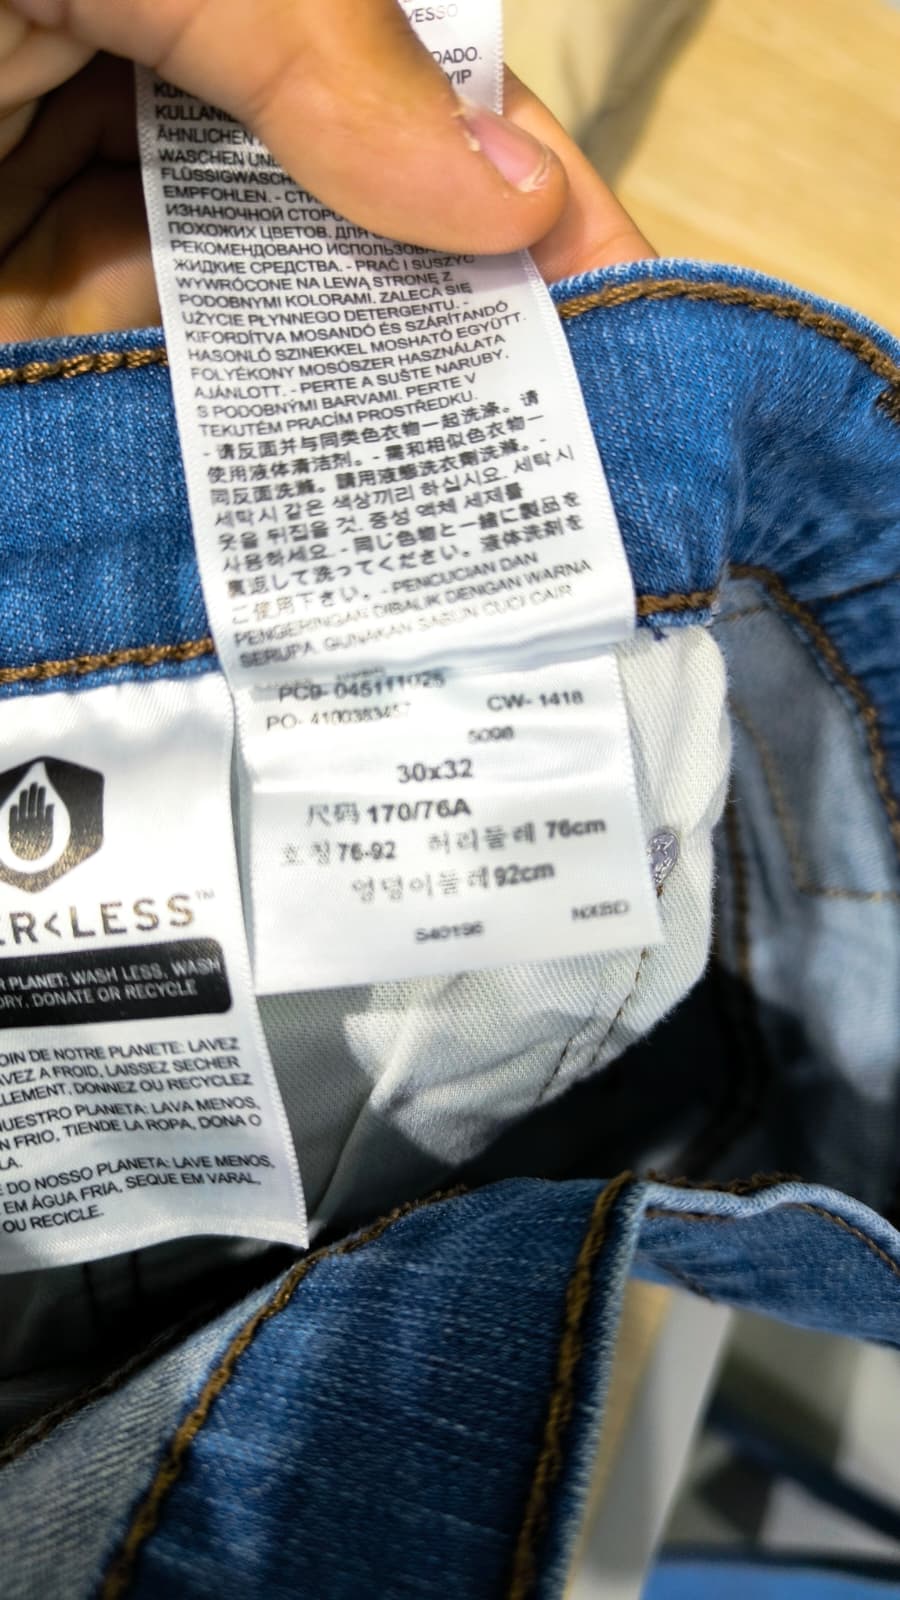 VESSO
DADO.
YIP
KULLANI
ÄHNLICHEN
WASCHEN UN
FLÜSSIGWASCH
EMPFOHLEN. - СТИ
ИЗНАНОЧНОЙ СТОРО
ПОХОЖИХ ЦВЕТОВ. ДЛЯ
РЕКОМЕНДОВАНО ИСПОЛЬЗОВА
ЖИДКИЕ СРЕДСТВА. - PRAĆ I SUSZYĆ
WYWRÓCONE NA LEWĄ STRONĘ Z
PODOBNYMI KOLORAMI. ZALECA SIĘ
UŻYCIE PŁYNNEGO DETERGENTU. -
KIFORDÍTVA MOSANDÓ ÉS SZÁRÍTANDÓ
HASONLÓ SZINEKKEL MOSHATÓ EGYÜTT.
FOLYÉKONY MOSÓSZER HASZNÁLATA
AJÁNLOTT. - PERTE A SUŠTE NARUBY.
S PODOBNÝMI BARVAMI. PERTE V
TEKUTÉM PRACÍM PROSTŘEDKU.
- 请反面并与同类色衣物一起洗涤。请
使用液体清洁剂。- 需和相似色衣物一
同反面洗滌。請用液態洗衣劑洗滌。-
세탁시 같은 색상끼리 하십시요. 세탁시
옷을 뒤집을 것. 중성 액체 세제를
사용하세요. - 同じ色物と一緒に製品を
裏返して洗ってください。液体洗剤を
ご使用下さい。- PENCUCIAN DAN
PENGERINGAN DIBALIK DENGAN WARNA
SERUPA. GUNAKAN SABUN CUCI CAIR
PC9- 045111025
PO- 4100383457 CW- 1418
5098
30x32
尺码 170/76A
호칭 76-92 허리둘레 76cm
엉덩이둘레 92cm
540196 NXBD
ER<LESS™
R PLANET: WASH LESS, WASH
DRY, DONATE OR RECYCLE
OIN DE NOTRE PLANETE: LAVEZ
AVEZ A FROID, LAISSEZ SECHER
LLEMENT, DONNEZ OU RECYCLEZ
NUESTRO PLANETA: LAVA MENOS,
N FRIO, TIENDE LA ROPA, DONA O
LA.
E DO NOSSO PLANETA: LAVE MENOS,
EM ÁGUA FRIA, SEQUE EM VARAL,
OU RECICLE.